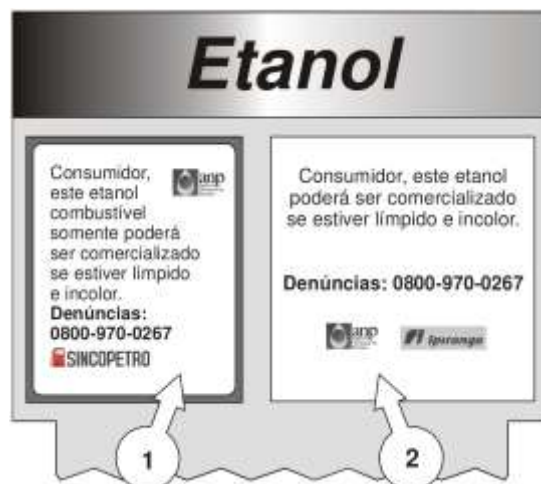 Etanol
Consumidor,
este etanol
combustível
somente poderá
ser comercializado
se estiver límpido
e incolor.
Denúncias:
0800-970-0267
SINCOPETRO
anp
1
Consumidor, este etanol
poderá ser comercializado
se estiver límpido e incolor.
Denúncias: 0800-970-0267
anp
Ipiranga
2